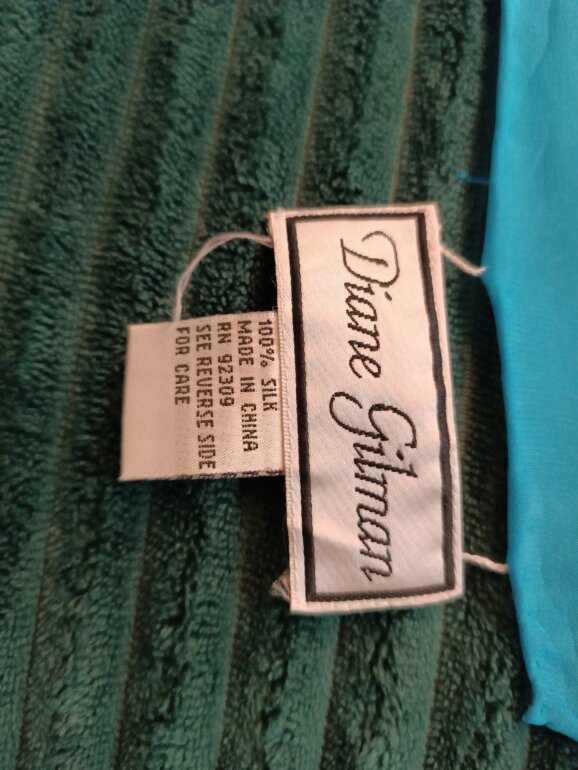 Diane Gilman
100% SILK
MADE IN CHINA
RN 92309
SEE REVERSE SIDE
FOR CARE